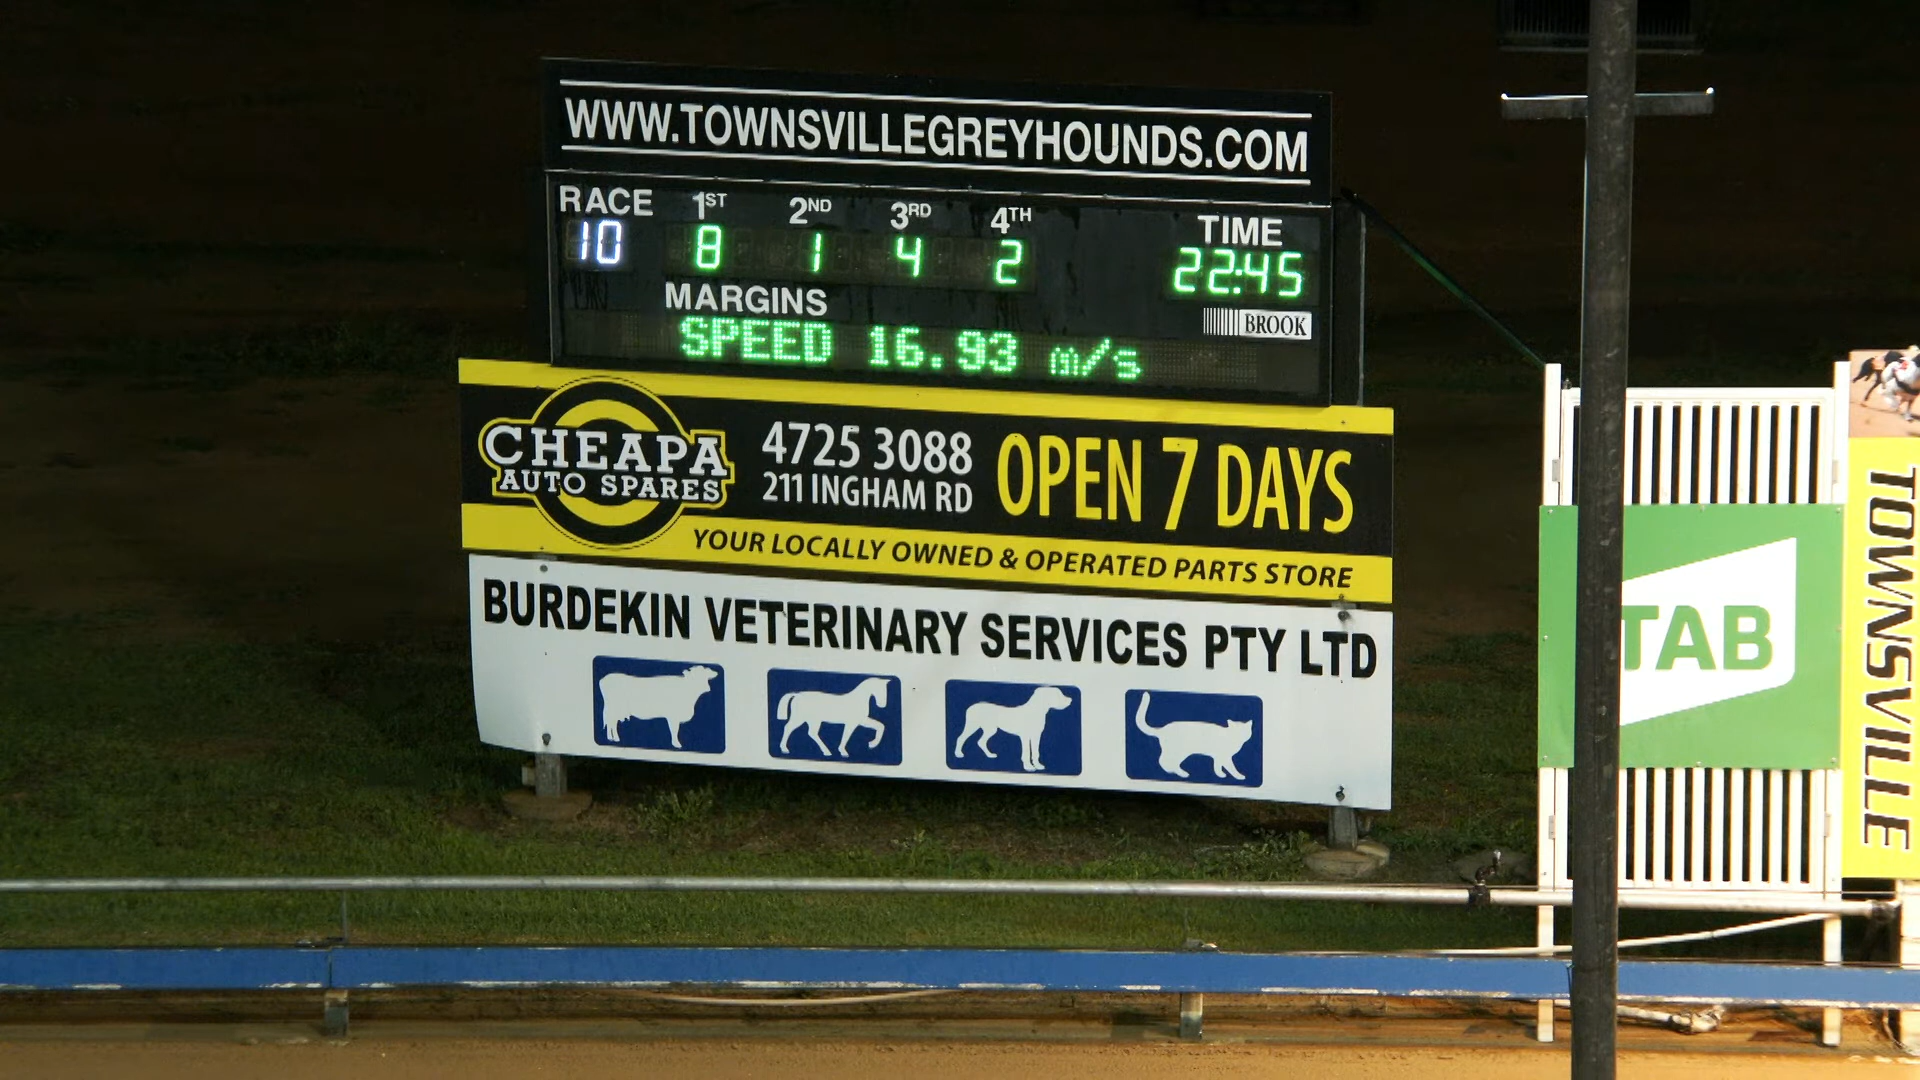 WWW.TOWNSVILLEGREYHOUNDS.COM
RACE 1ST 2ND 3RD 4TH TIME
10 8 1 4 2 22:45
MARGINS
BROOK
SPEED 16.93 m/s
CHEAPA
AUTO SPARES
4725 3088
211 INGHAM RD
OPEN 7 DAYS
YOUR LOCALLY OWNED & OPERATED PARTS STORE
BURDEKIN VETERINARY SERVICES PTY LTD
TAB
TOWNSVILLE